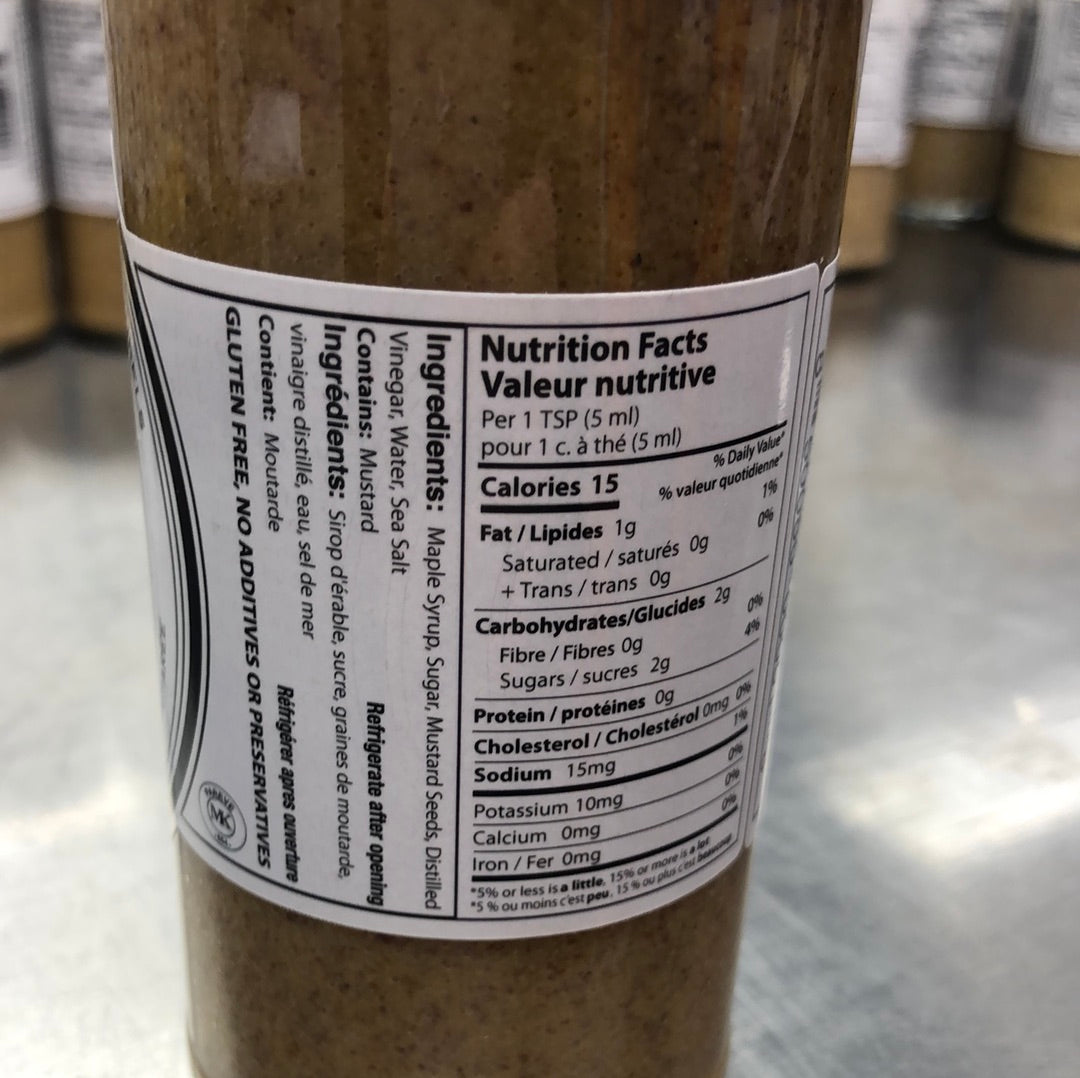 Nutrition Facts
Valeur nutritive
Per 1 TSP (5 ml)
pour 1 c. à thé (5 ml)
% Daily Value*
% valeur quotidienne*
Calories 15
Fat / Lipides 1g 1%
Saturated / saturés 0g 0%
+ Trans / trans 0g
Carbohydrates/Glucides 2g
Fibre / Fibres 0g 0%
Sugars / sucres 2g 4%
Protein / protéines 0g
Cholesterol / Cholestérol 0mg 0%
Sodium 15mg 1%
Potassium 10mg 0%
Calcium 0mg 0%
Iron / Fer 0mg 0%
*5% or less is a little, 15% or more is a lot
*5 % ou moins c'est peu, 15 % ou plus c'est beaucoup
Ingredients: Maple Syrup, Sugar, Mustard Seeds, Distilled
Vinegar, Water, Sea Salt
Contains: Mustard Refrigerate after opening
Ingrédients: Sirop d'érable, sucre, graines de moutarde,
vinaigre distillé, eau, sel de mer
Contient: Moutarde Réfrigérer apres ouverture
GLUTEN FREE, NO ADDITIVES OR PRESERVATIVES
MK